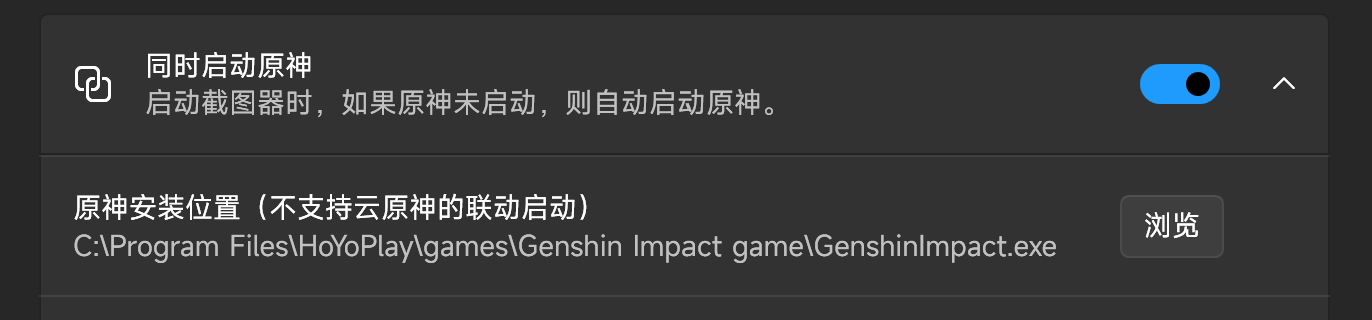 同时启动原神
启动截图器时，如果原神未启动，则自动启动原神。
原神安装位置（不支持云原神的联动启动）
浏览
C:\Program Files\HoYoPlay\games\Genshin Impact game\GenshinImpact.exe